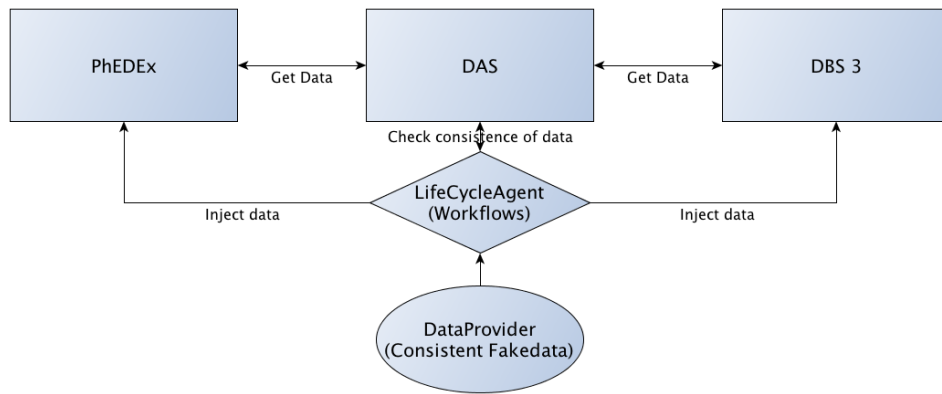 PhEDEx
DAS
DBS 3
Get Data
Get Data
Check consistence of data
LifeCycleAgent
(Workflows)
Inject data
Inject data
DataProvider
(Consistent Fakedata)